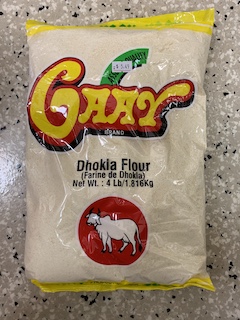 GAAY
BRAND
Dhokla Flour
(Farine de Dhokla)
Net Wt. : 4 Lb/1.816Kg